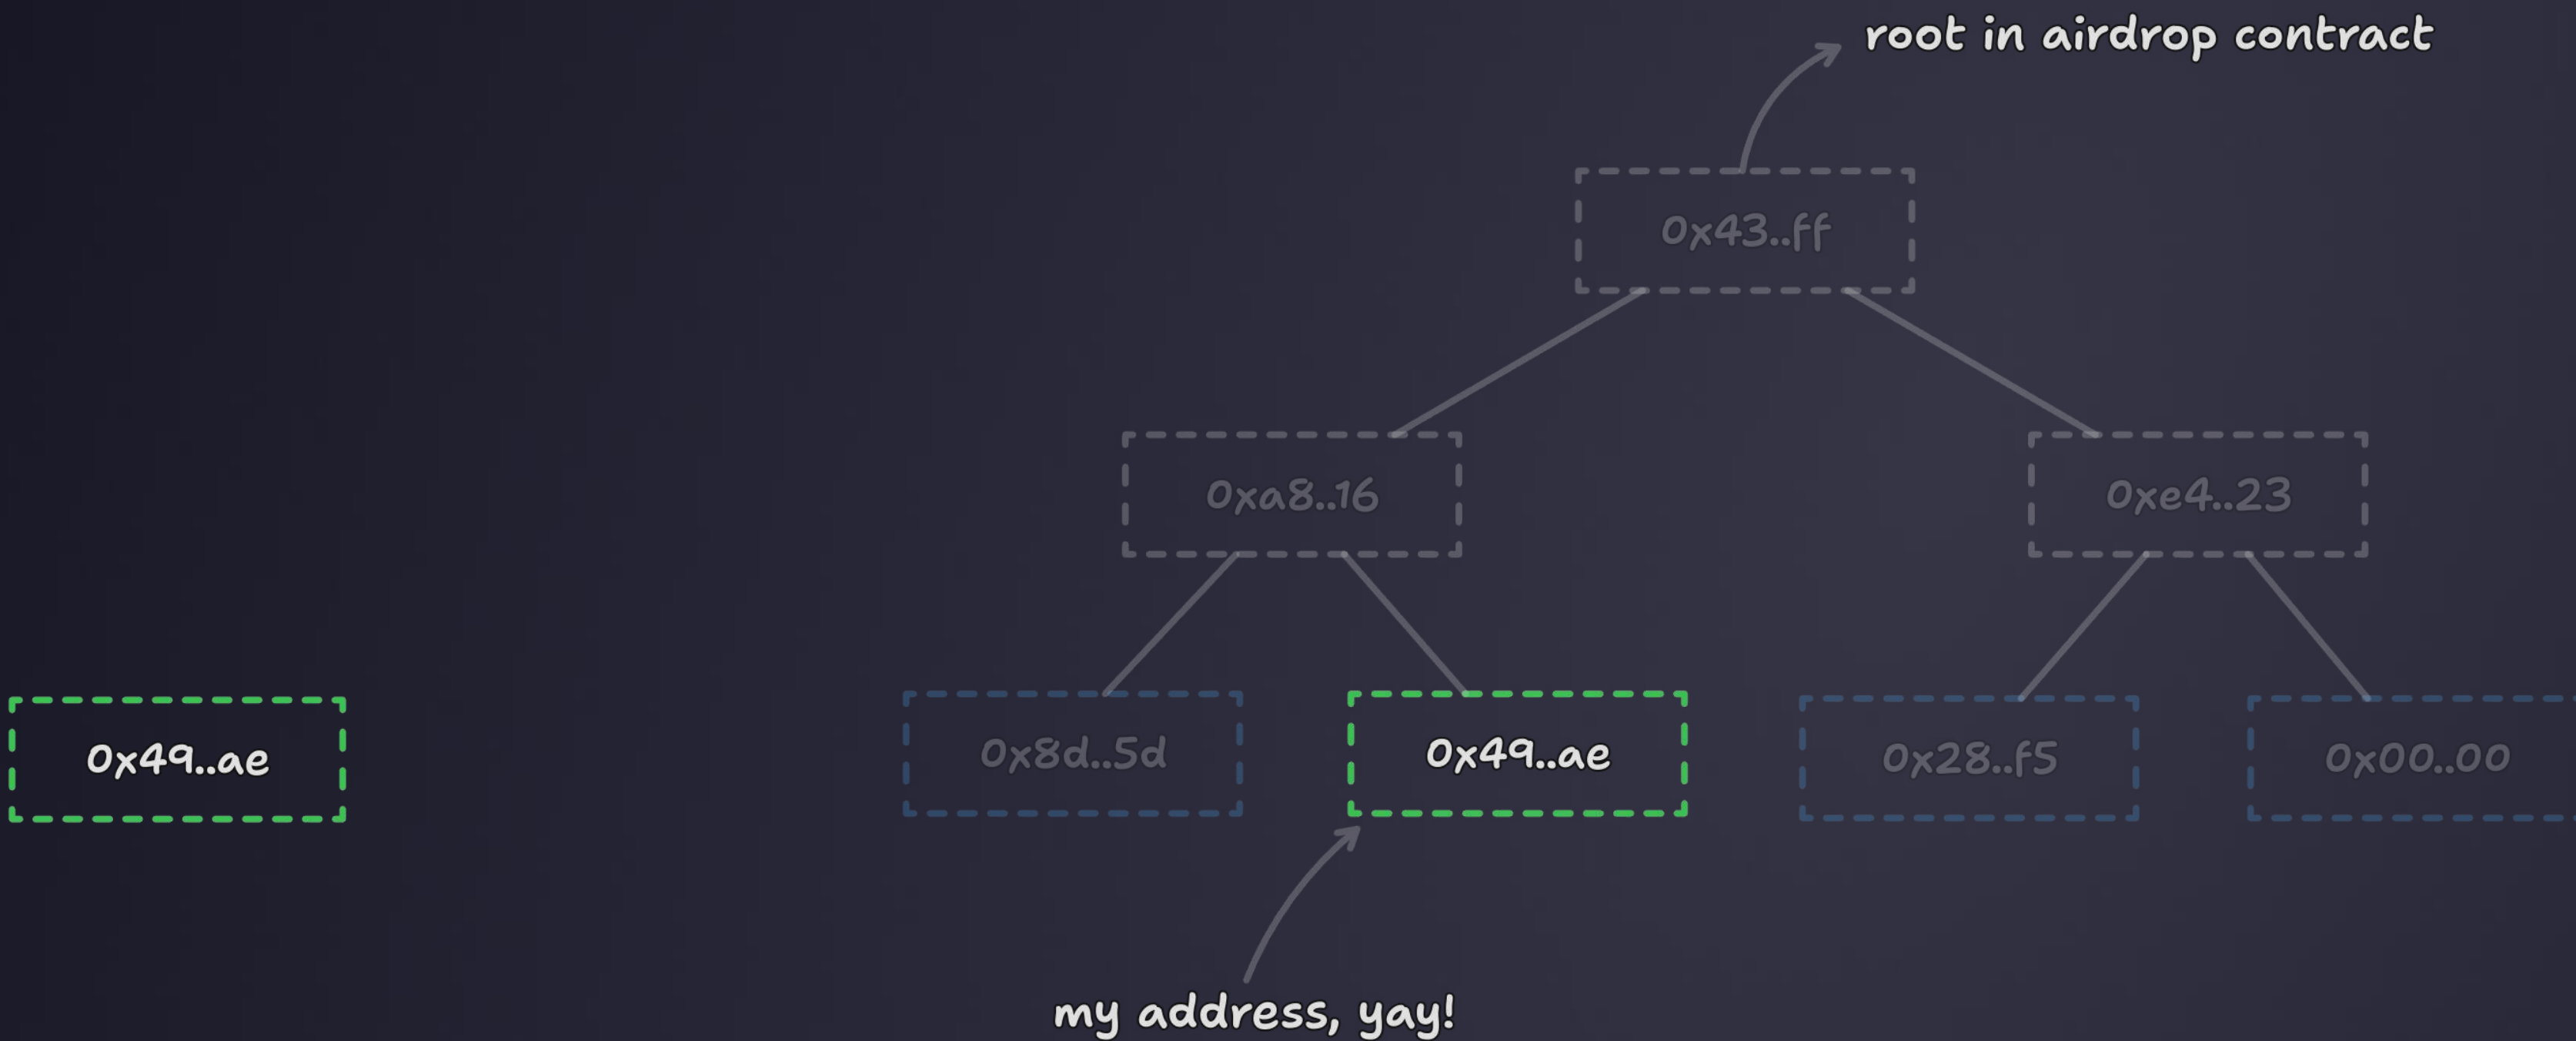 root in airdrop contract
0x43..ff
0xa8..16
0xe4..23
0x49..ae
0x8d..5d
0x49..ae
0x28..f5
0x00..00
my address, yay!